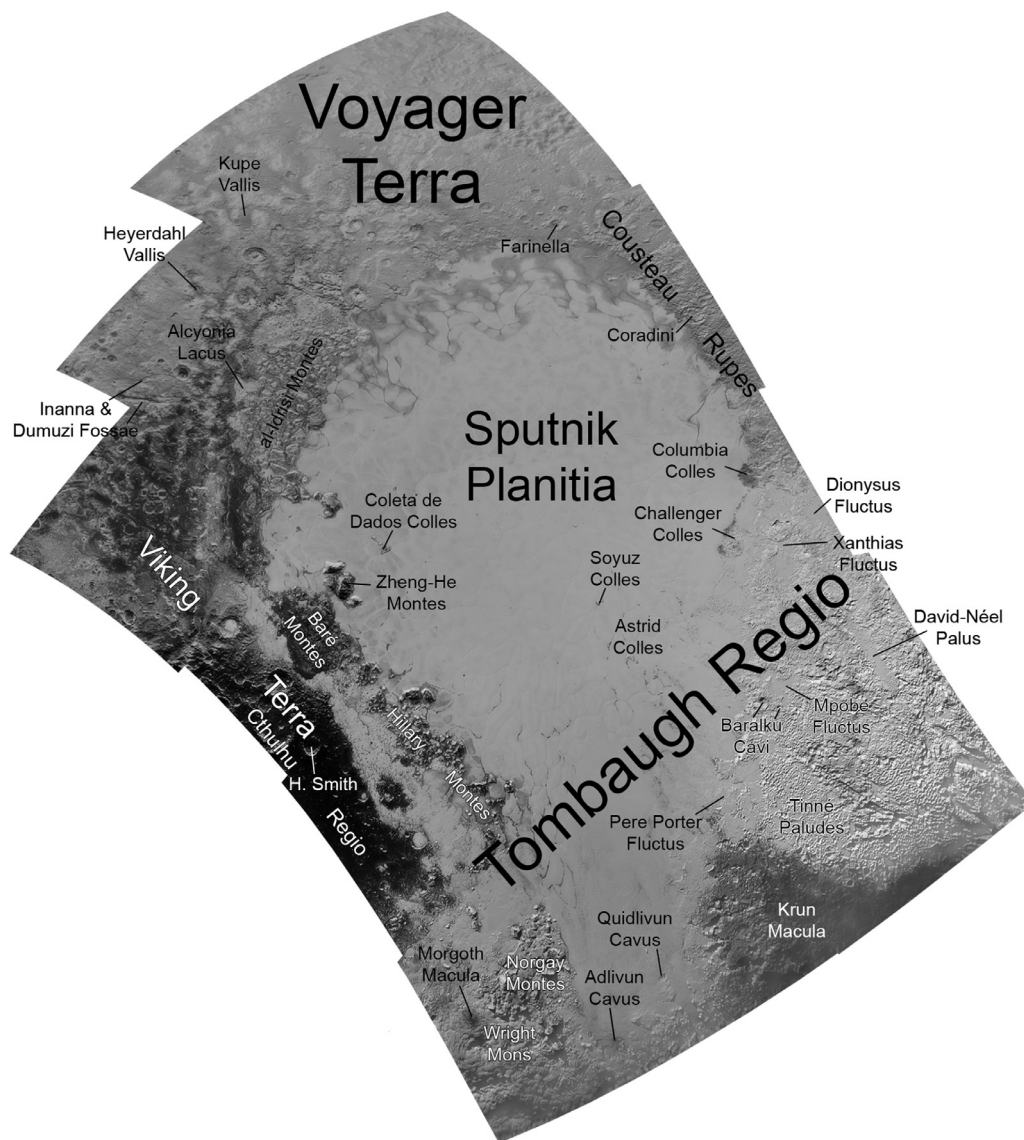 Voyager
Terra
Kupe
Vallis
Heyerdahl
Vallis
Farinella
Cousteau
Rupes
Coradini
Alcyonia
Lacus
al-Idrisi Montes
Inanna &
Dumuzi Fossae
Sputnik
Planitia
Columbia
Colles
Coleta de
Dados Colles
Challenger
Colles
Dionysus
Fluctus
Xanthias
Fluctus
Viking
Terra
Zheng-He
Montes
Soyuz
Colles
Baré
Montes
Astrid
Colles
David-Néel
Palus
Tombaugh Regio
Cthulhu
Regio
H. Smith
Hillary
Montes
Mpobe
Fluctus
Baralku
Cavi
Pere Porter
Fluctus
Tinné
Paludes
Krun
Macula
Quidlivun
Cavus
Morgoth
Macula
Norgay
Montes
Adlivun
Cavus
Wright
Mons